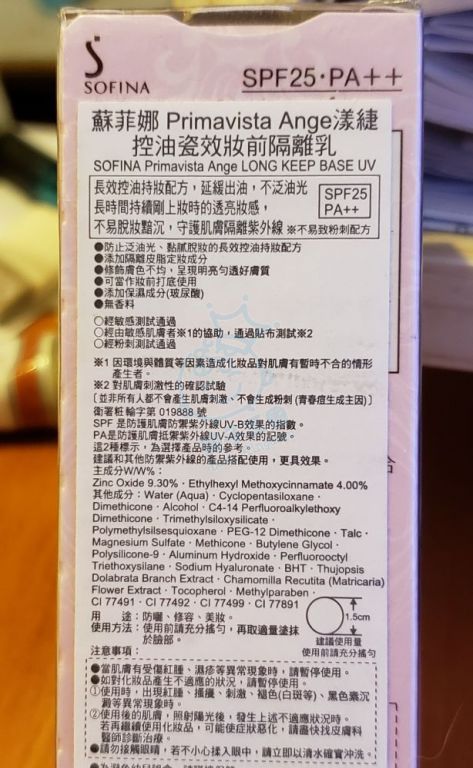 SOFINA
SPF25·PA++
蘇菲娜 Primavista Ange漾緁
控油瓷效妝前隔離乳
SOFINA Primavista Ange LONG KEEP BASE UV
長效控油持妝配方，延緩出油，不泛油光
長時間持續剛上妝時的透亮妝感，
不易脫妝黯沉，守護肌膚隔離紫外線 ※不易致粉刺配方
SPF25
PA++
●防止泛油光、黏膩脫妝的長效控油持妝配方
●添加隔離皮脂定妝成分
●修飾膚色不均，呈現明亮勻透好膚質
●可當作妝前打底使用
●添加保濕成分(玻尿酸)
●無香料
○經敏感測試通過
○經由敏感肌膚者※1的協助，通過貼布測試※2
○經粉刺測試通過
※1 因環境與體質等因素造成化妝品對肌膚有暫時不合的情形
產生者。
※2 對肌膚刺激性的確認試驗
〔並非所有人都不會產生肌膚刺激、不會生成粉刺（青春痘生成主因）〕
衛署粧輸字第 019888 號
SPF 是防護肌膚防禦紫外線UV-B效果的指數。
PA是防護肌膚抵禦紫外線UV-A效果的記號。
這2種標示，為選擇產品時的參考。
建議和其他防禦紫外線的產品搭配使用，更具效果。
主成分W/W%：
Zinc Oxide 9.30%．Ethylhexyl Methoxycinnamate 4.00%
其他成分：Water (Aqua)．Cyclopentasiloxane．
Dimethicone．Alcohol．C4-14 Perfluoroalkylethoxy
Dimethicone．Trimethylsiloxysilicate．
Polymethylsilsesquioxane．PEG-12 Dimethicone．Talc．
Magnesium Sulfate．Methicone．Butylene Glycol．
Polysilicone-9．Aluminum Hydroxide．Perfluorooctyl
Triethoxysilane．Sodium Hyaluronate．BHT．Thujopsis
Dolabrata Branch Extract．Chamomilla Recutita (Matricaria)
Flower Extract．Tocopherol．Methylparaben．
CI 77491．CI 77492．CI 77499．CI 77891
用　　途：防曬、修容、美妝。
使用方法：使用前請充分搖勻，再取適量塗抹
於臉部。
1.5cm
建議使用量
使用前請充分搖勻
注意事項：
●當肌膚有受傷紅腫、濕疹等異常現象時，請暫停使用。
●如對化妝產生不適應的狀況，請暫停使用。
①使用時，出現紅腫、搔癢、刺激、褪色(白斑等)、黑色素沉
澱等異常現象時。
②使用後的肌膚，照射陽光後，發生上述不適應狀況時。
若再繼續使用化妝品，可能使症狀惡化，請盡快找皮膚科
醫師診斷治療。
●請勿接觸眼睛，若不小心揉入眼中，請立即以清水確實沖洗。